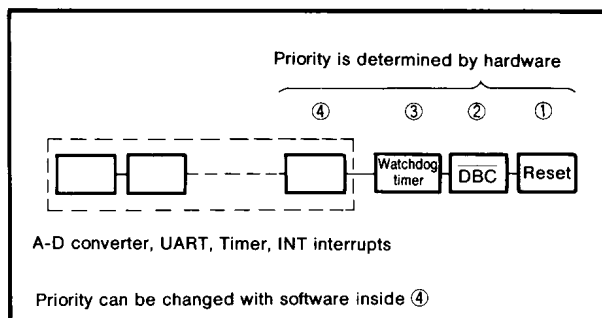 Priority is determined by hardware
④ ③ ② ①
Watchdog
timer
DBC
Reset
A-D converter, UART, Timer, INT interrupts
Priority can be changed with software inside ④